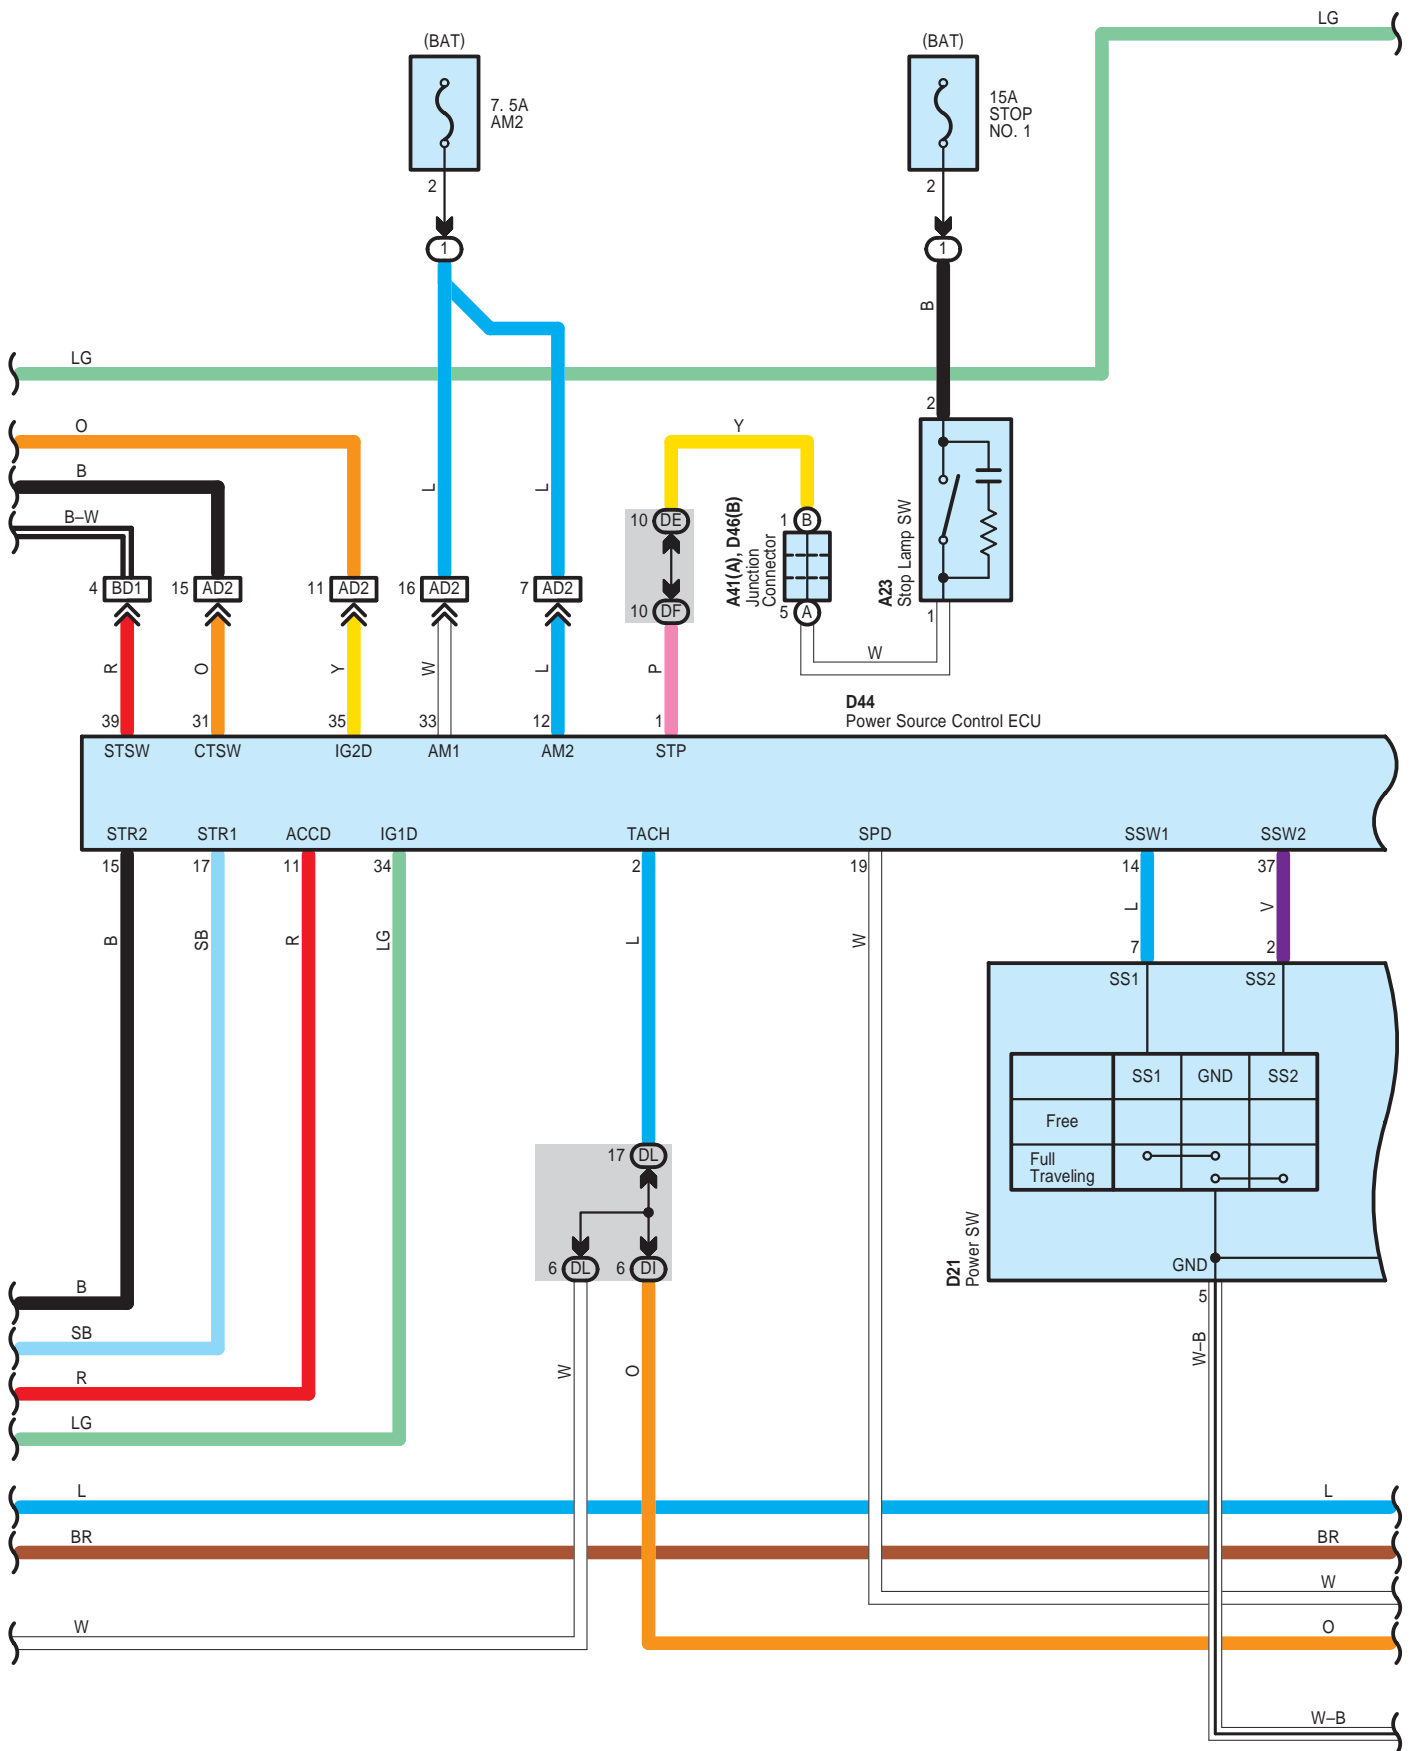 LG
(BAT)
(BAT)
7. 5A
AM2
15A
STOP
NO. 1
2
2
1
1
B
LG
2
O
Y
B
L
L
B–W
10 DE
1 B
A41(A), D46(B)
Junction
Connector
A23
Stop Lamp SW
4 BD1
15 AD2
11 AD2
16 AD2
7 AD2
10 DF
5 A
1
W
R
O
Y
W
L
P
D44
Power Source Control ECU
39
31
35
33
12
1
STSW
CTSW
IG2D
AM1
AM2
STP
STR2
STR1
ACCD
IG1D
TACH
SPD
SSW1
SSW2
15
17
11
34
2
19
14
37
B
SB
R
LG
L
W
L
V
7
2
SS1
SS2
SS1 GND SS2
Free
Full
Traveling
17 DL
D21
Power SW
GND
6 DL
6 DI
5
B
SB
R
LG
W
O
W–B
L
L
BR
BR
W
W
O
W–B